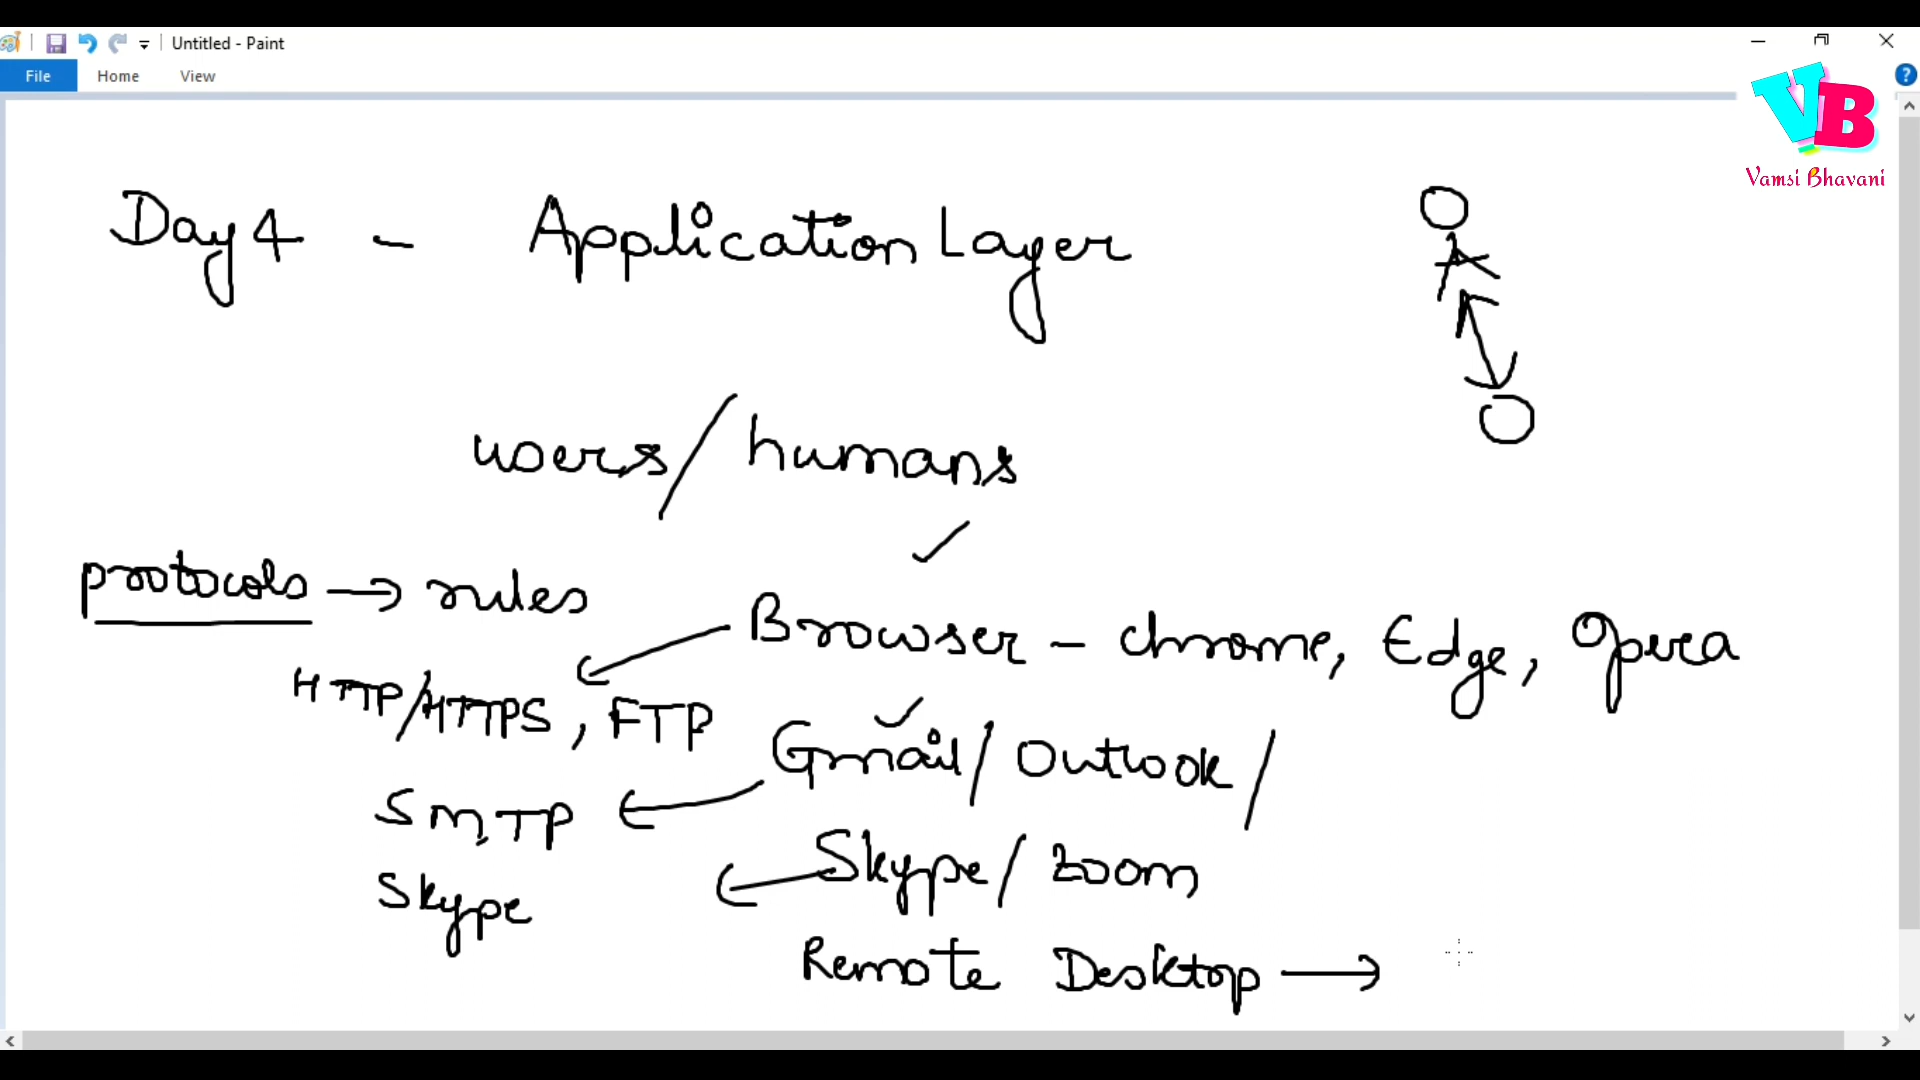 Untitled - Paint
File Home View
VB
Vamsi Bhavani
Day 4 - Application Layer
users/humans
protocols → rules
Browser - chrome, Edge, Opera
HTTP/HTTPS, FTP
Gmail/Outlook/
SMTP
Skype/zoom
Skype
Remote Desktop →